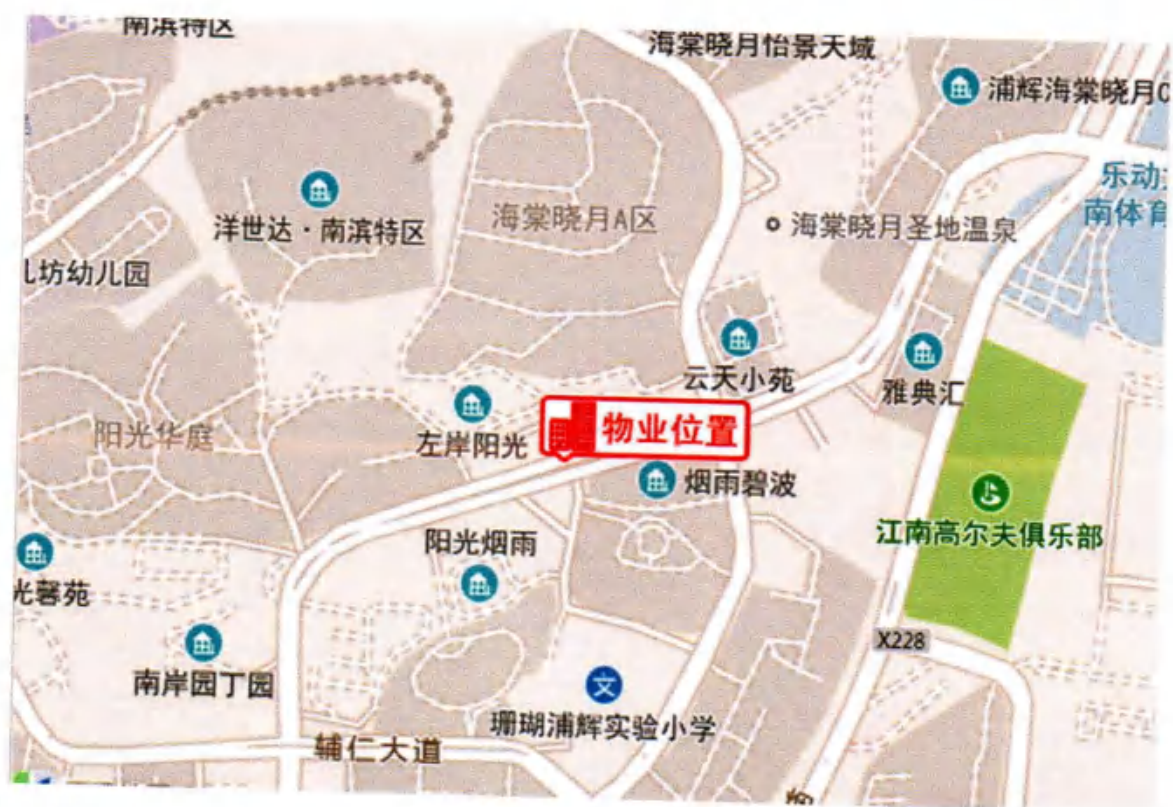 南滨特区
海棠晓月怡景天域
浦辉海棠晓月
乐动
南体育
洋世达·南滨特区
海棠晓月A区
海棠晓月圣地温泉
坊幼儿园
云天小苑
雅典汇
阳光华庭
左岸阳光
物业位置
烟雨碧波
江南高尔夫俱乐部
阳光烟雨
光馨苑
X228
南岸园丁园
文
珊瑚浦辉实验小学
辅仁大道